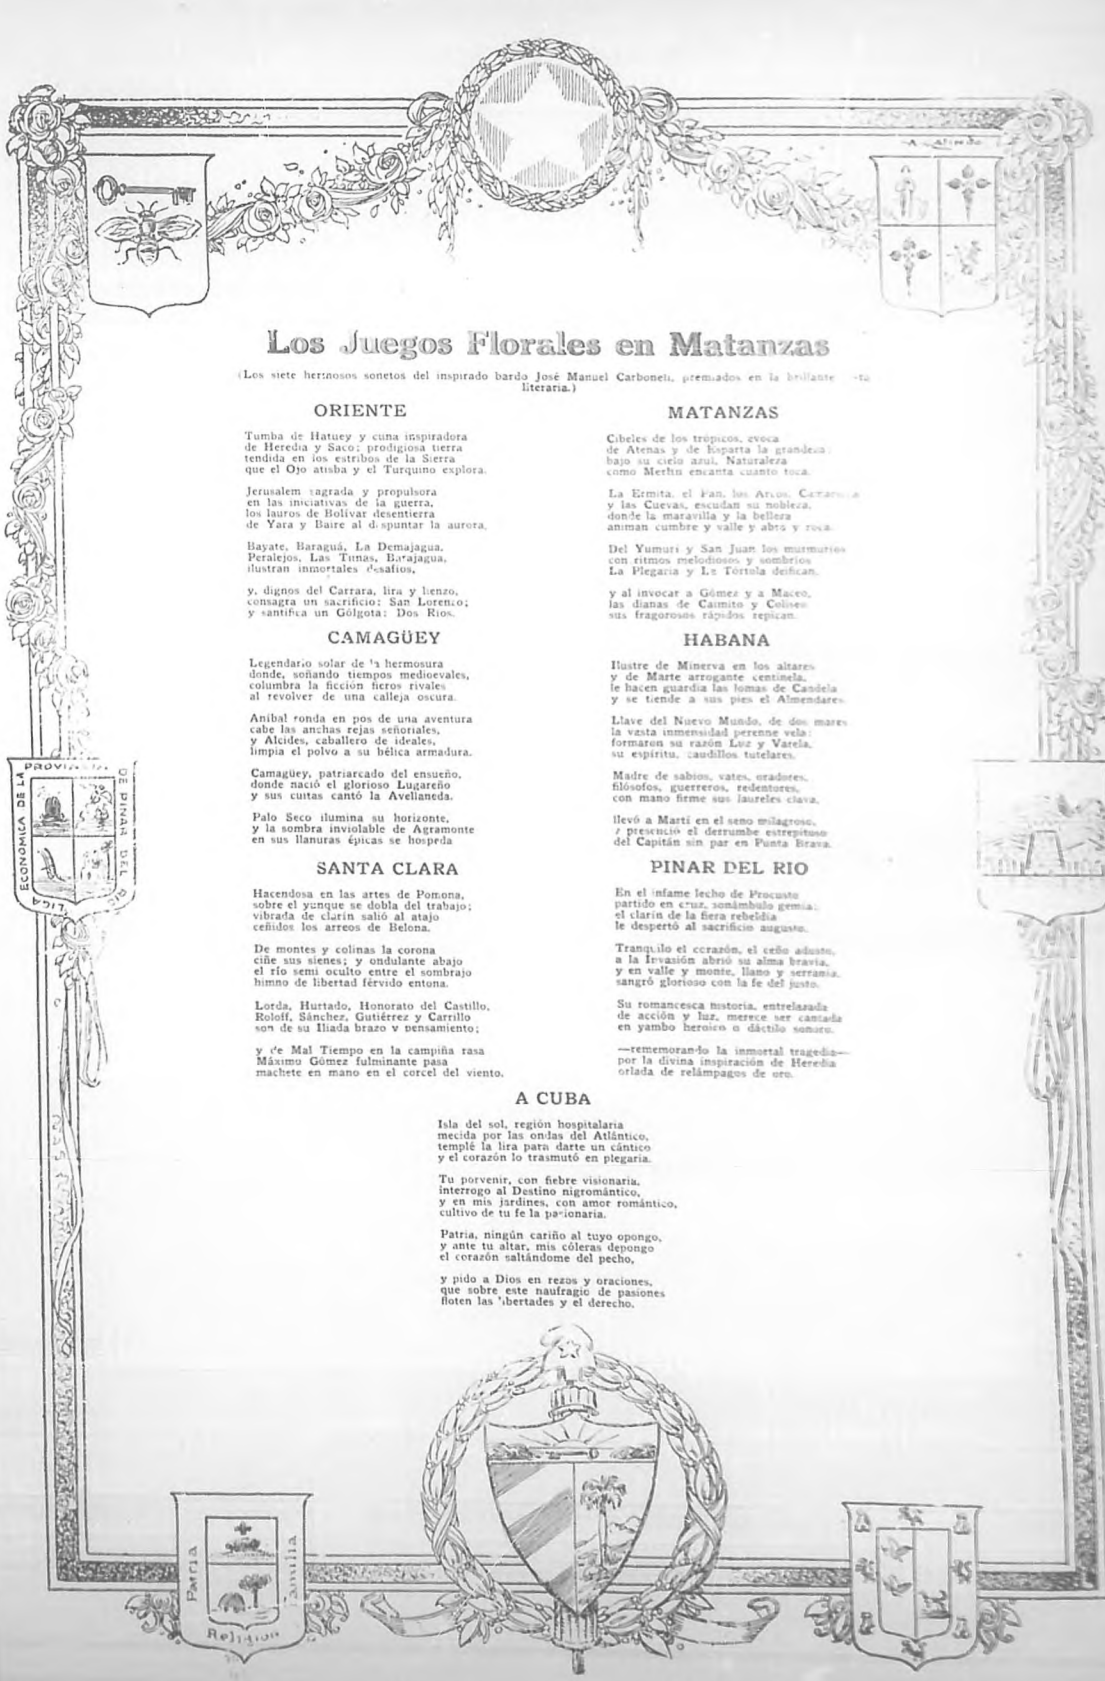 A
Los Juegos Florales en Matanzas
(Los siete hermosos sonetos del inspirado bardo José Manuel Carbonell, premiados en la brillante
literaria.)
ORIENTE
Tumba de Hatuey y cuna inspiradora
de Heredia y Saco; prodigiosa tierra
tendida en los estribos de la Sierra
que el Ojo atisba y el Turquino explora.
Jerusalem sagrada y propulsora
en las iniciativas de la guerra,
los lauros de Bolívar desentierra
de Yara y Baire al despuntar la aurora.
Bayate, Baraguá, La Demajagua,
Peralejos, Las Tunas, Barajagua,
ilustran inmortales desafíos,
y, dignos del Carrara, lira y lienzo,
consagra un sacrificio: San Lorenzo;
y santifica un Gólgota: Dos Ríos.
CAMAGÜEY
Legendario solar de la hermosura
donde, soñando tiempos medioevales,
columbra la ficción fieros rivales
al revolver de una calleja oscura.
Aníbal ronda en pos de una aventura
cabe las anchas rejas señoriales,
y Alcides, caballero de ideales,
limpia el polvo a su bélica armadura.
Camagüey, patriarcado del ensueño,
donde nació el glorioso Lugareño
y sus cuitas cantó la Avellaneda.
Palo Seco ilumina su horizonte,
y la sombra inviolable de Agramonte
en sus llanuras épicas se hospeda
SANTA CLARA
Hacendosa en las artes de Pomona,
sobre el yunque se dobla del trabajo;
vibrada de clarín salió al atajo
ceñidos los arreos de Belona.
De montes y colinas la corona
ciñe sus sienes; y ondulante abajo
el río semi oculto entre el sombrajo
himno de libertad férvido entona.
Lorda, Hurtado, Honorato del Castillo,
Roloff, Sánchez, Gutiérrez y Carrillo
son de su Iliada brazo y pensamiento;
y de Mal Tiempo en la campiña rasa
Máximo Gómez fulminante pasa
machete en mano en el corcel del viento.
MATANZAS
Cibeles de los trópicos, evoca
de Atenas y de Esparta la grandeza;
bajo su cielo azul, Naturaleza
como Merlín encanta cuanto toca.
La Ermita, el Pan, los Arcos,
y las Cuevas, escudan su nobleza,
donde la maravilla y la belleza
animan cumbre y valle y abra y roca.
Del Yumurí y San Juan los murmurios
con ritmos melodiosos y sombríos
La Plegaria y La Tórtola deifican,
y al invocar a Gómez y a Maceo,
las dianas de Caimito y Coliseo
sus fragorosos rápidos repican.
HABANA
Ilustre de Minerva en los altares
y de Marte arrogante centinela,
le hacen guardia las lomas de Candela
y se tiende a sus pies el Almendares
Llave del Nuevo Mundo, de dos mares
la vasta inmensidad perenne vela;
formaron su razón Luz y Varela,
su espíritu, caudillos tutelares.
Madre de sabios, vates, oradores,
filósofos, guerreros, redentores,
con mano firme sus laureles clava,
llevó a Martí en el seno milagroso,
y presenció el derrumbe estrepitoso
del Capitán sin par en Punta Brava.
PINAR DEL RIO
En el infame lecho de Procusto
partido en cruz, sonámbulo gemía;
el clarín de la fiera rebeldía
le despertó al sacrificio augusto.
Tranquilo el corazón, el ceño adusto,
a la Invasión abrió su alma bravía,
y en valle y monte, llano y serranía,
sangró glorioso con la fe del justo.
Su romancesca historia, entrelazada
de acción y luz, merece ser cantada
en yambo heroico o dáctilo sonoro,
—rememorando la inmortal tragedia—
por la divina inspiración de Heredia
orlada de relámpagos de oro.
A CUBA
Isla del sol, región hospitalaria
mecida por las ondas del Atlántico,
templé la lira para darte un cántico
y el corazón lo trasmutó en plegaria.
Tu porvenir, con fiebre visionaria,
interrogo al Destino nigromántico,
y en mis jardines, con amor romántico,
cultivo de tu fe la pasionaria.
Patria, ningún cariño al tuyo opongo,
y ante tu altar, mis cóleras depongo
el corazón saltándome del pecho,
y pido a Dios en rezos y oraciones,
que sobre este naufragio de pasiones
floten las libertades y el derecho.
LIGA ECONOMICA DE LA PROVINCIA DE PINAR DEL RIO
Patria
Familia
Religion